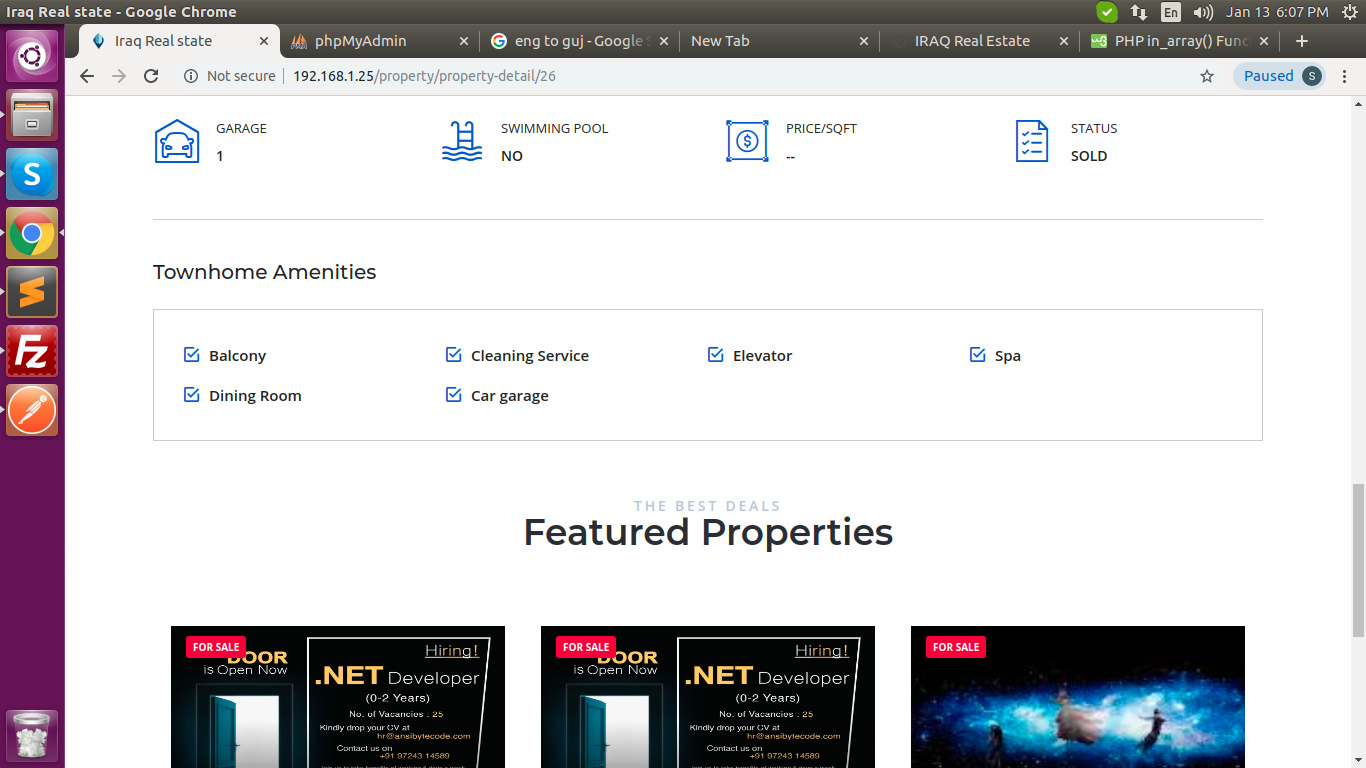 Iraq Real state - Google Chrome
En
Jan 13 6:07 PM
Iraq Real state
phpMyAdmin
eng to guj - Google S
New Tab
IRAQ Real Estate
PHP in_array() Func
Not secure
192.168.1.25/property/property-detail/26
Paused
S
GARAGE
1
SWIMMING POOL
NO
PRICE/SQFT
--
STATUS
SOLD
Townhome Amenities
Balcony
Cleaning Service
Elevator
Spa
Dining Room
Car garage
THE BEST DEALS
Featured Properties
FOR SALE
DOOR
is Open Now
Hiring!
.NET Developer
(0-2 Years)
No. of Vacancies : 25
Kindly drop your CV at
hr@ansibytecode.com
Contact us on
+91 97243 14589
FOR SALE
DOOR
is Open Now
Hiring!
.NET Developer
(0-2 Years)
No. of Vacancies : 25
Kindly drop your CV at
hr@ansibytecode.com
Contact us on
+91 97243 14589
FOR SALE